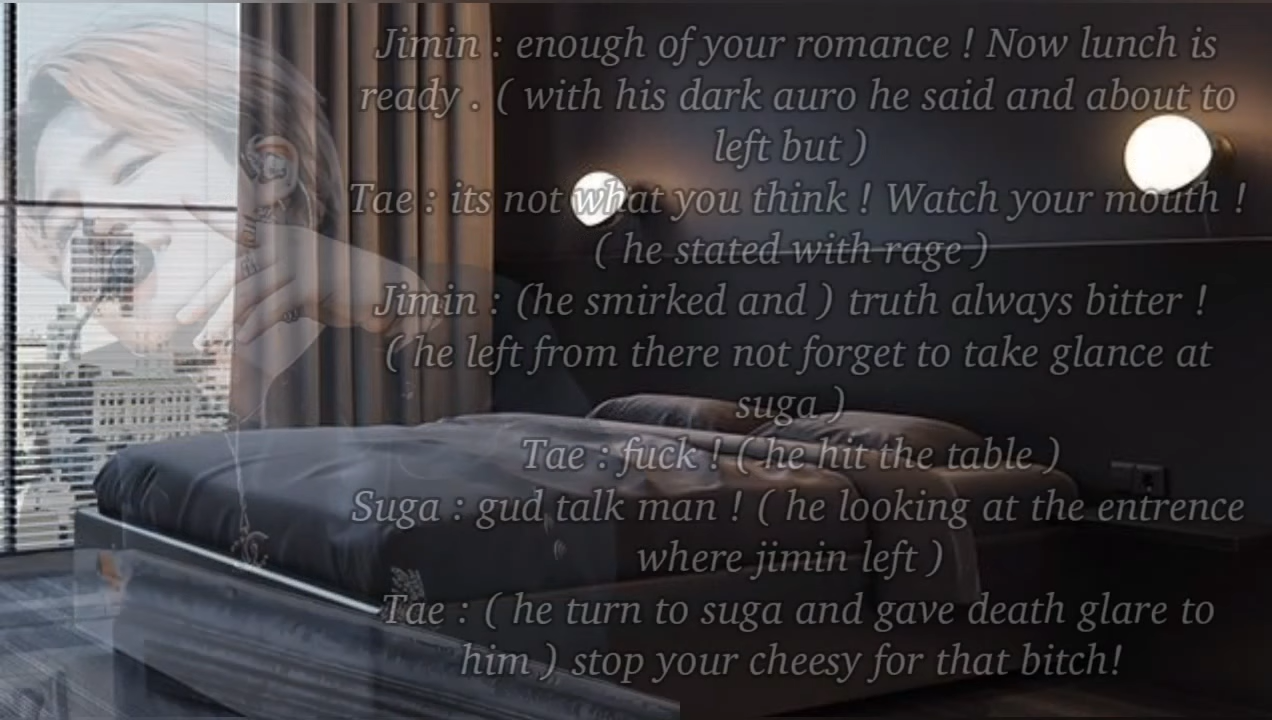 Jimin : enough of your romance ! Now lunch is
ready . ( with his dark auro he said and about to
left but )
Tae : its not what you think ! Watch your mouth !
( he stated with rage )
Jimin : (he smirked and ) truth always bitter !
( he left from there not forget to take glance at
suga )
Tae : fuck ! ( he hit the table )
Suga : gud talk man ! ( he looking at the entrence
where jimin left )
Tae : ( he turn to suga and gave death glare to
him ) stop your cheesy for that bitch!